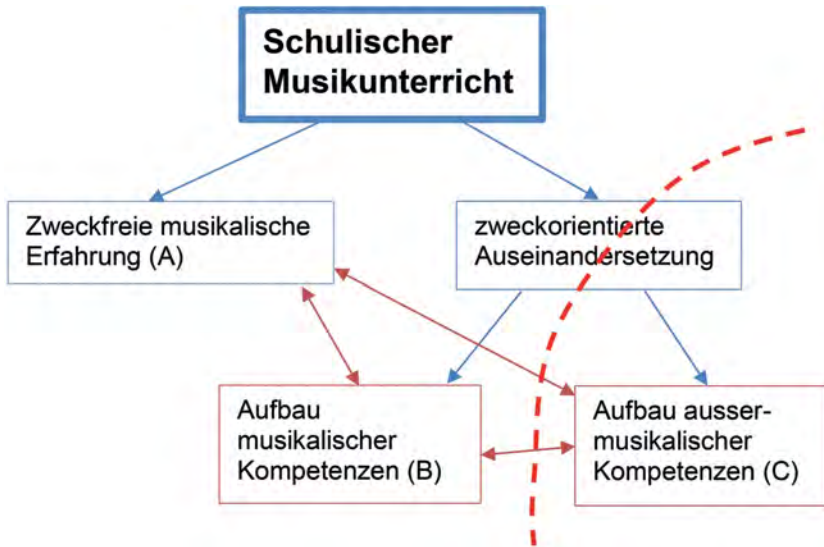 Schulischer
Musikunterricht
Zweckfreie musikalische
Erfahrung (A)
zweckorientierte
Auseinandersetzung
Aufbau
musikalischer
Kompetenzen (B)
Aufbau ausser-
musikalischer
Kompetenzen (C)